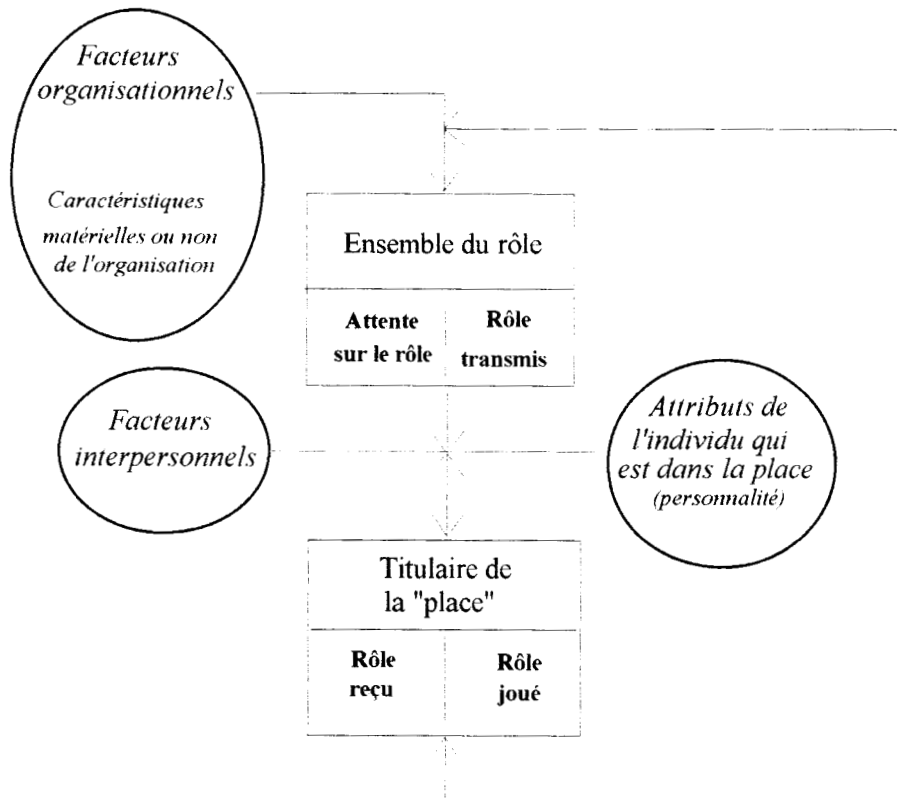 Facteurs
organisationnels
Caractéristiques
matérielles ou non
de l'organisation
Ensemble du rôle
Attente
sur le rôle
Rôle
transmis
Facteurs
interpersonnels
Attributs de
l'individu qui
est dans la place
(personnalité)
Titulaire de
la "place"
Rôle
reçu
Rôle
joué